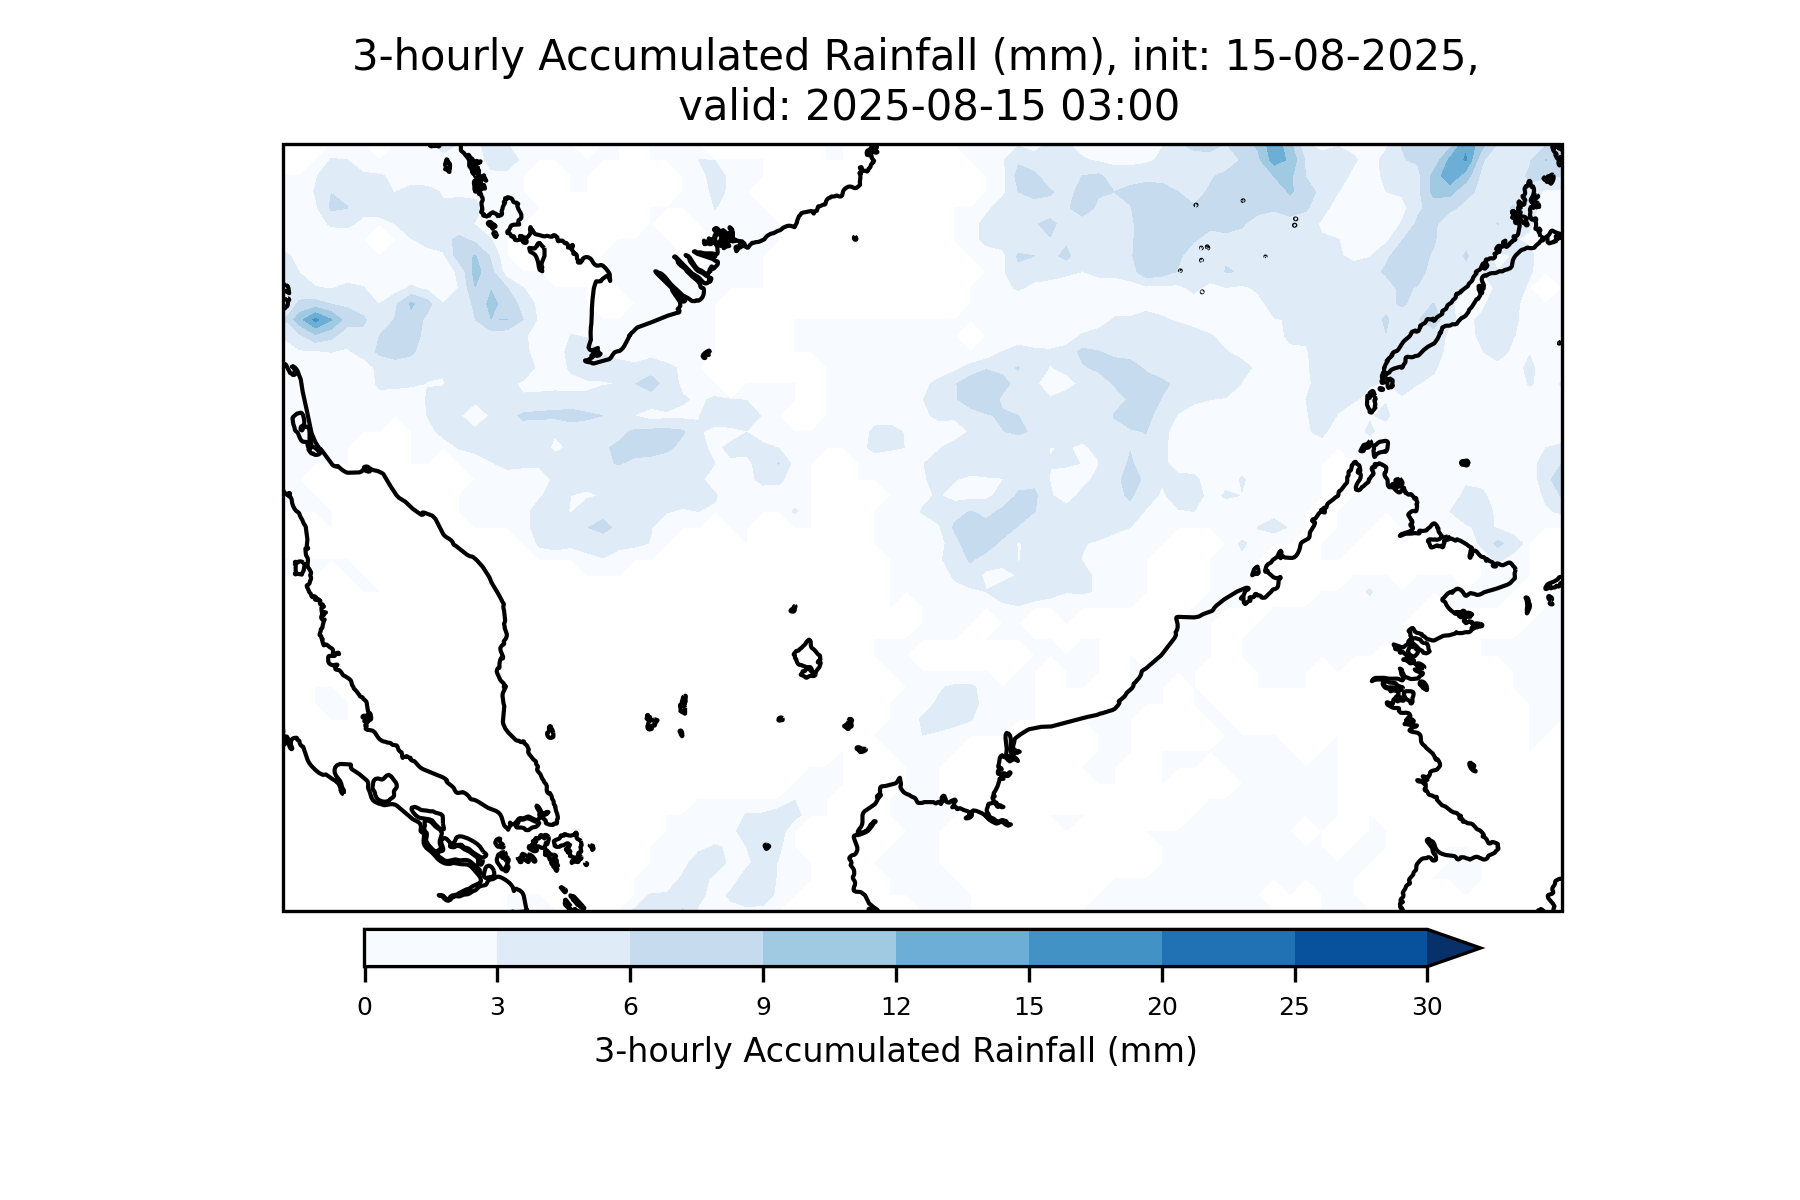 3-hourly Accumulated Rainfall (mm), init: 15-08-2025,
valid: 2025-08-15 03:00
0 3 6 9 12 15 20 25 30
3-hourly Accumulated Rainfall (mm)